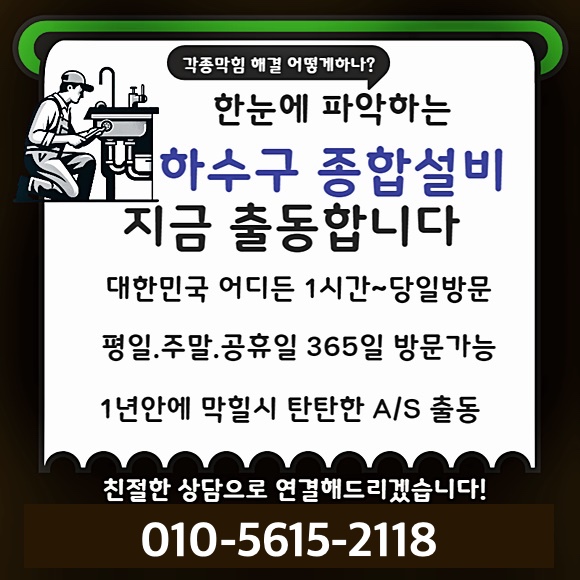 각종막힘 해결 어떻게하나?
한눈에 파악하는
하수구 종합설비
지금 출동합니다
대한민국 어디든 1시간~당일방문
평일.주말.공휴일 365일 방문가능
1년안에 막힐시 탄탄한 A/S 출동
친절한 상담으로 연결해드리겠습니다!
010-5615-2118